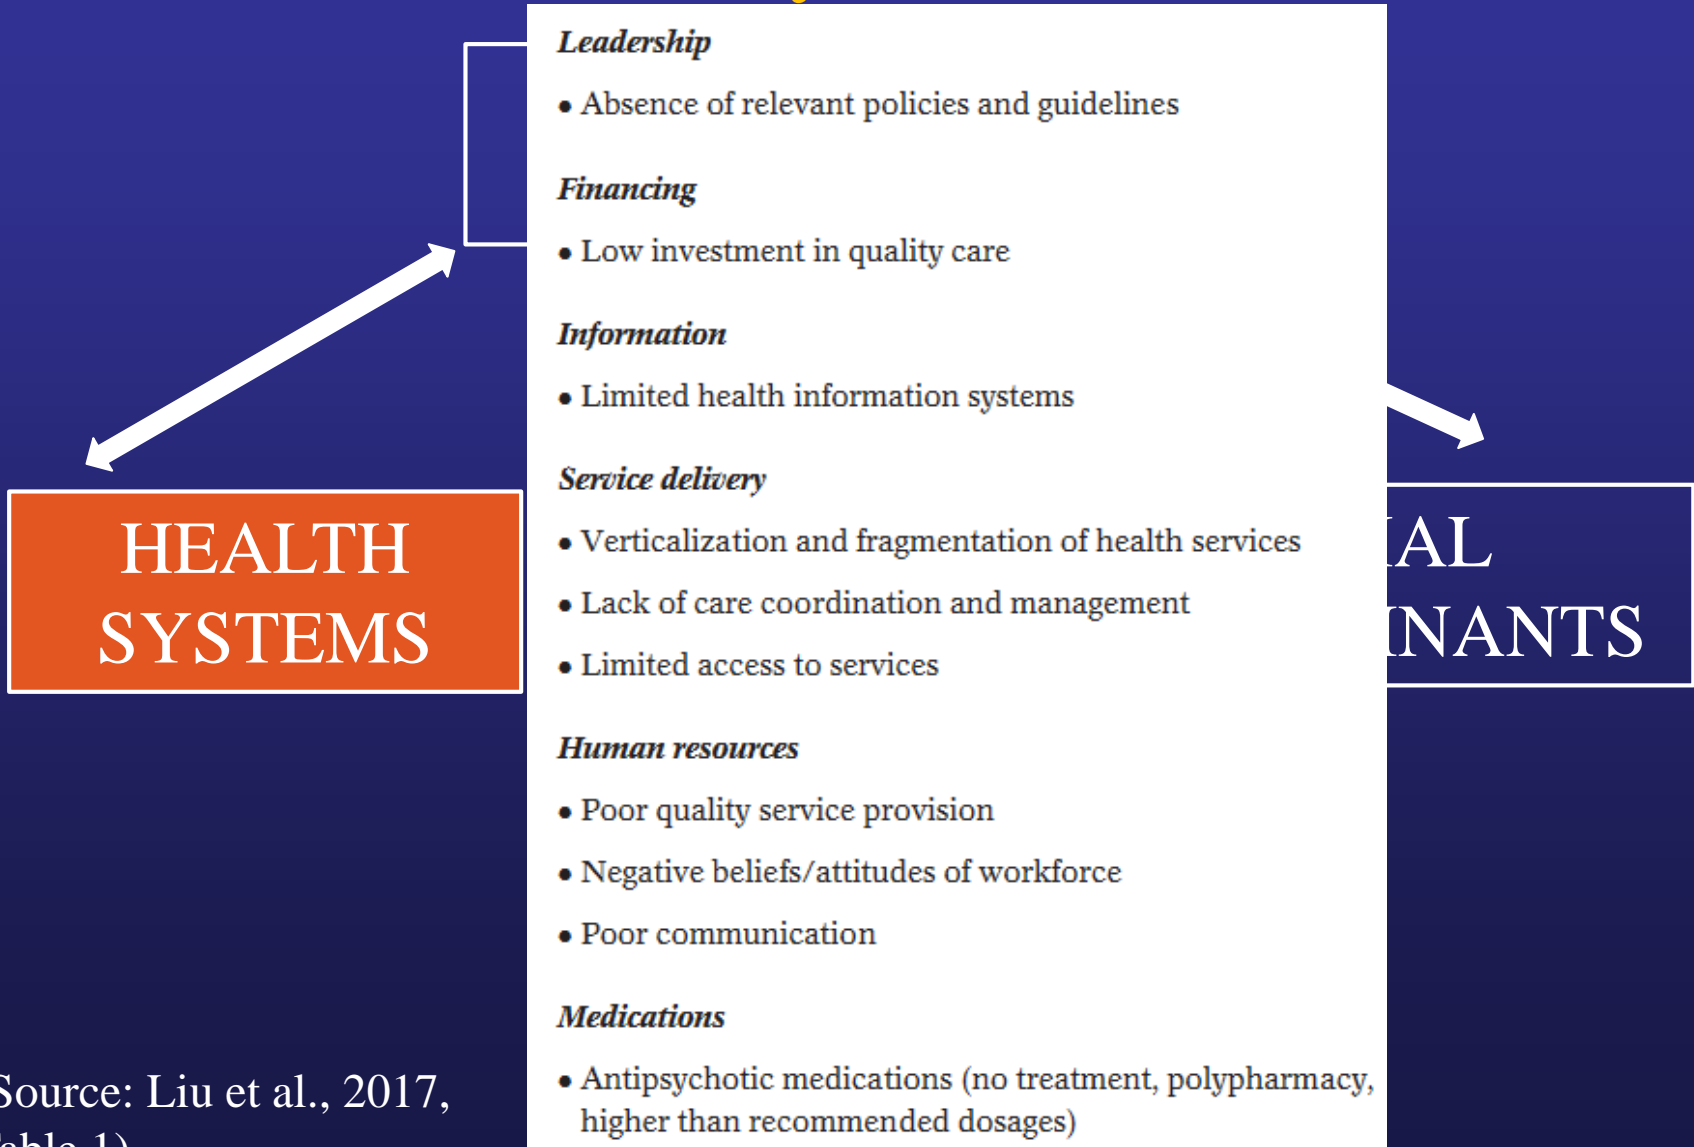 Leadership
• Absence of relevant policies and guidelines
Financing
• Low investment in quality care
Information
• Limited health information systems
Service delivery
• Verticalization and fragmentation of health services
• Lack of care coordination and management
• Limited access to services
Human resources
• Poor quality service provision
• Negative beliefs/attitudes of workforce
• Poor communication
Medications
• Antipsychotic medications (no treatment, polypharmacy,
higher than recommended dosages)
HEALTH
SYSTEMS
IAL
INANTS
Source: Liu et al., 2017,
able 1)